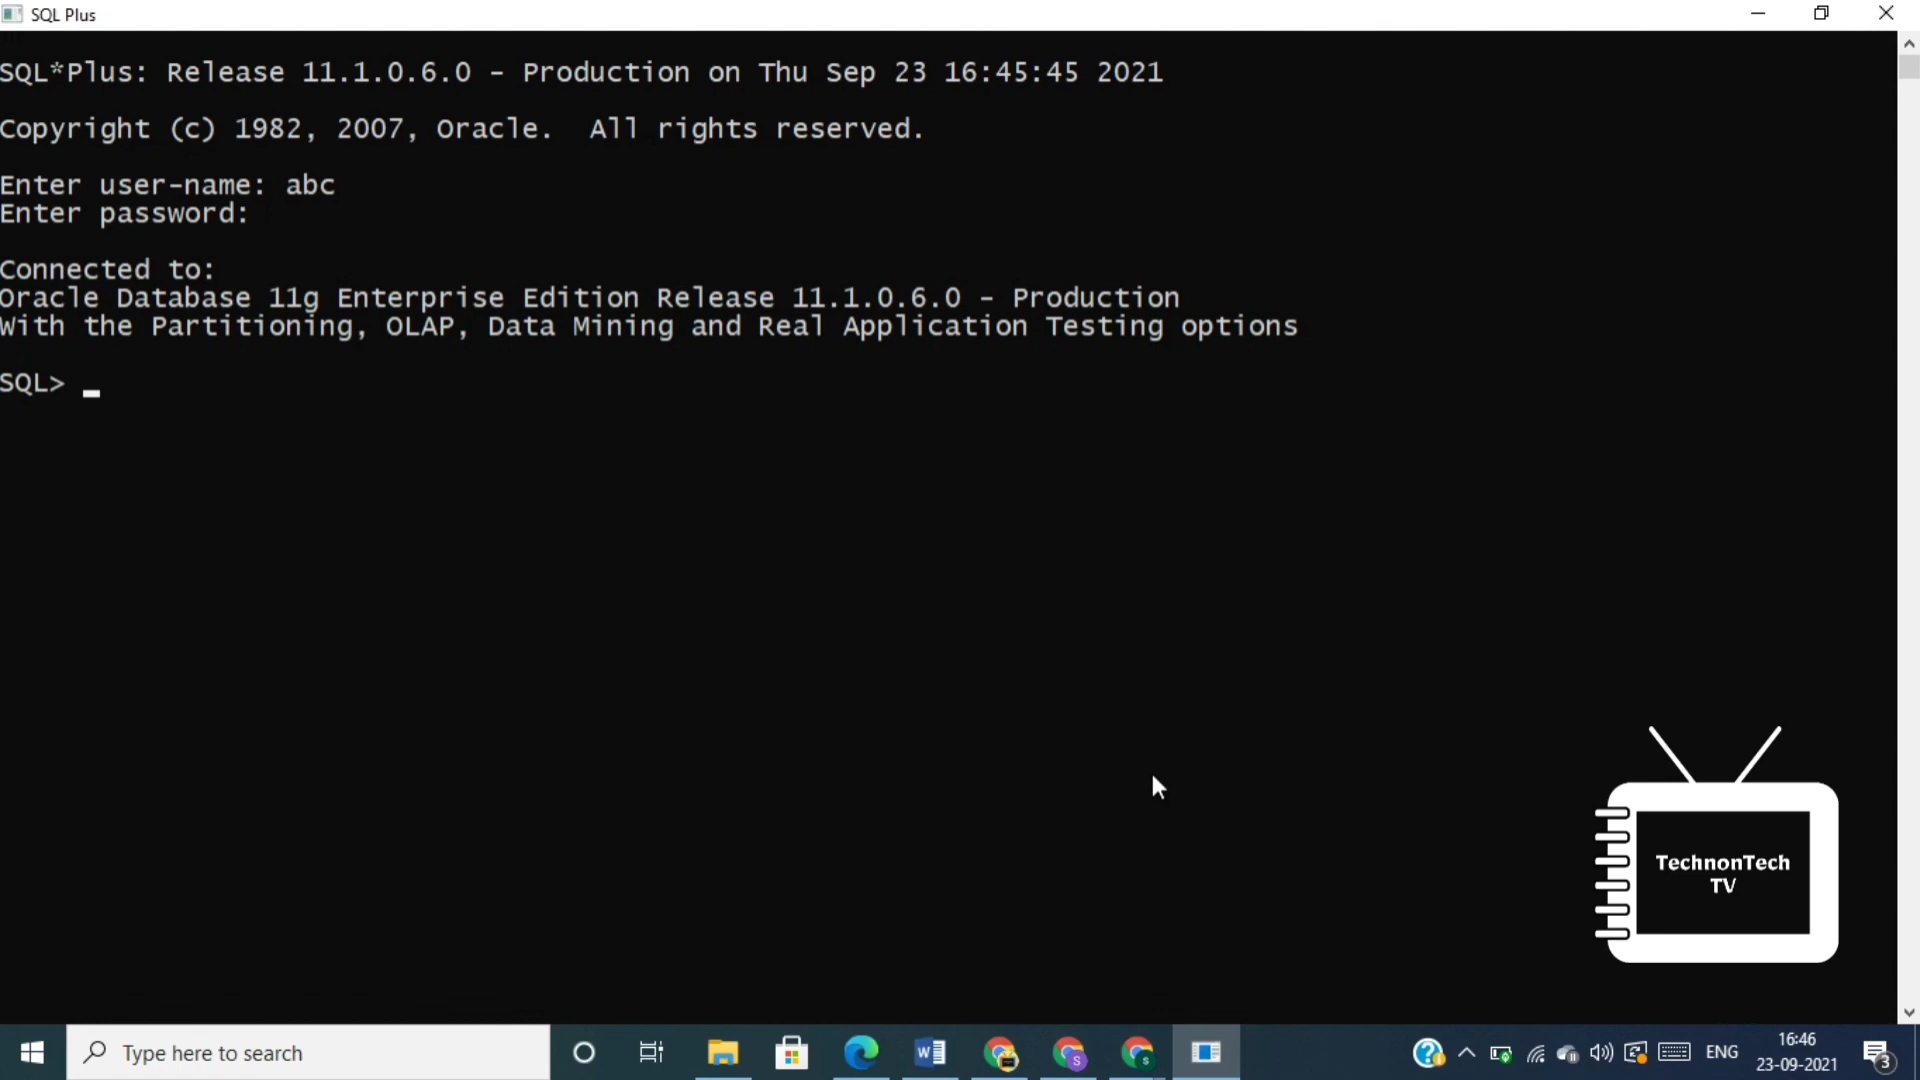 SQL Plus
SQL*Plus: Release 11.1.0.6.0 - Production on Thu Sep 23 16:45:45 2021
Copyright (c) 1982, 2007, Oracle.  All rights reserved.
Enter user-name: abc
Enter password:
Connected to:
Oracle Database 11g Enterprise Edition Release 11.1.0.6.0 - Production
With the Partitioning, OLAP, Data Mining and Real Application Testing options
SQL> _
TechnonTech
TV
Type here to search
ENG
16:46
23-09-2021
3